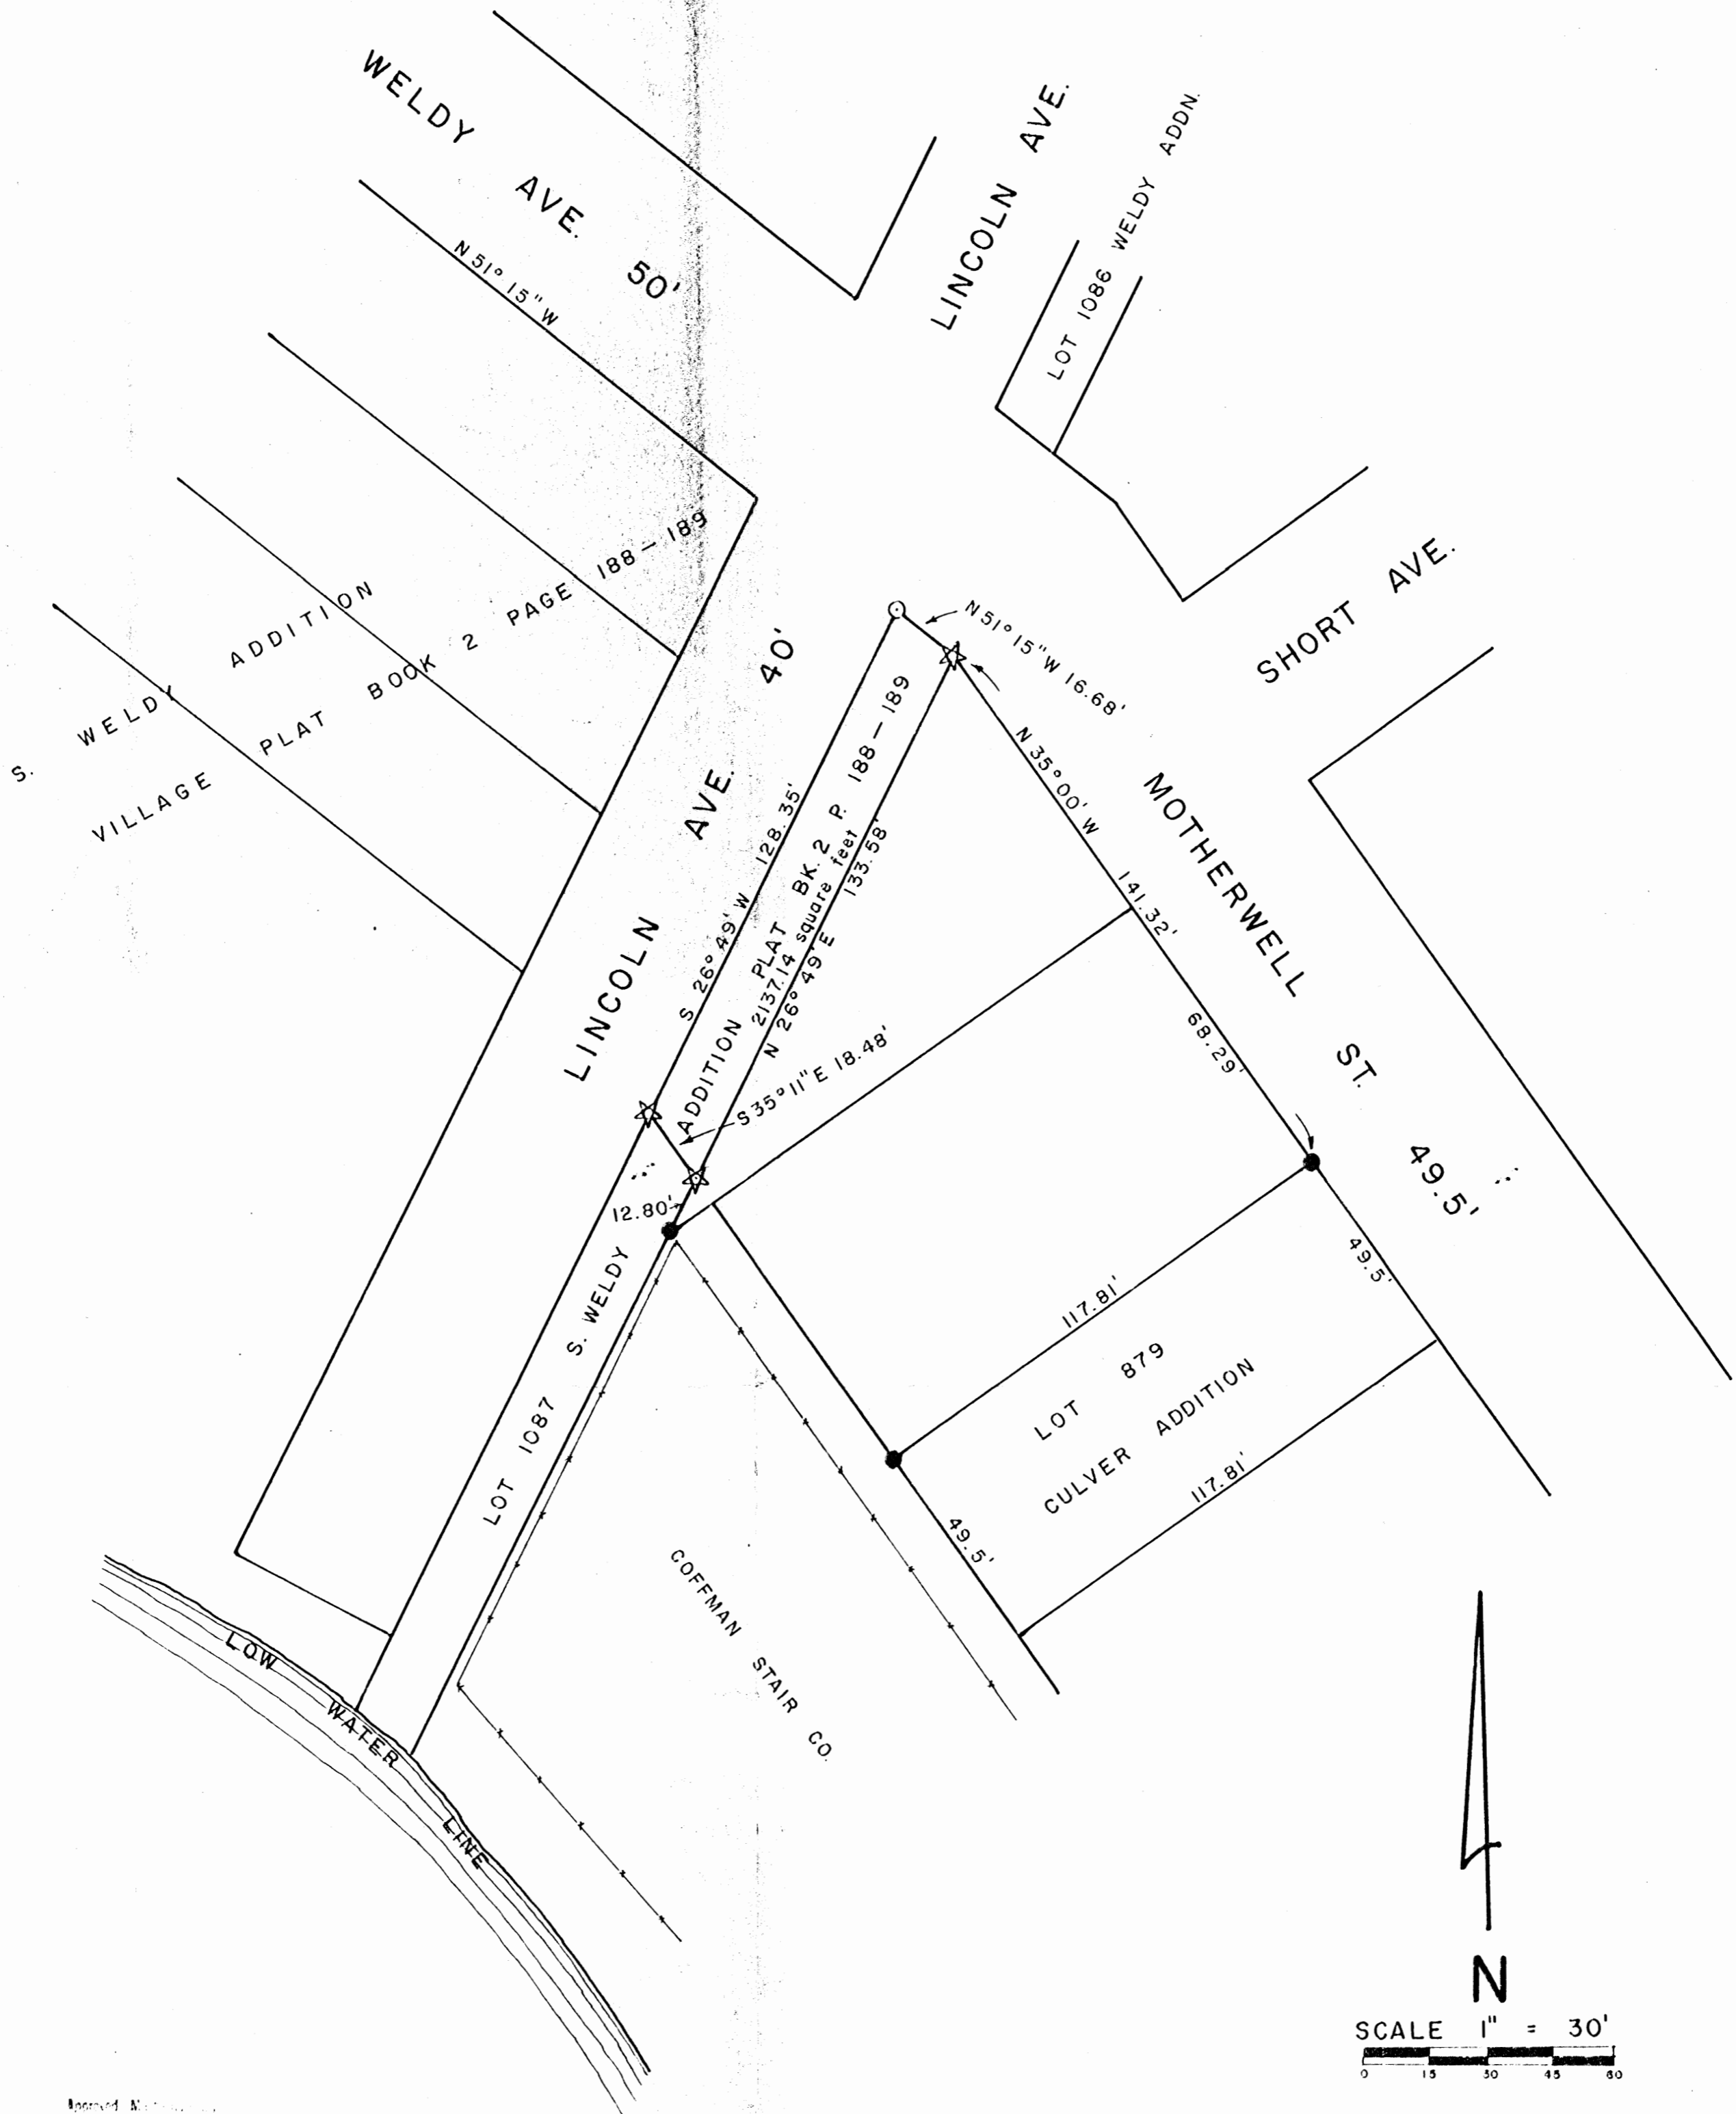 WELDY AVE. 50'
N 51° 15" W
LINCOLN AVE.
LOT 1086 WELDY ADDN.
SHORT AVE.
S. WELDY ADDITION
VILLAGE PLAT BOOK 2 PAGE 188 — 189
LINCOLN AVE. 40'
N 51° 15" W 16.68'
N 35° 00' W 141.32'
MOTHERWELL ST. 49.5'
S 26° 49' W 128.35'
LOT 1087 S. WELDY ADDITION PLAT BK. 2 P. 188 — 189
2137.14 square feet
N 26° 49' E 133.58'
S 35° 11" E 18.48'
12.80'
68.29'
49.5'
117.81'
LOT 879
CULVER ADDITION
117.81'
49.5'
COFFMAN STAIR CO.
LOW WATER LINE
N
SCALE 1" = 30'
0 15 30 45 60
Approved